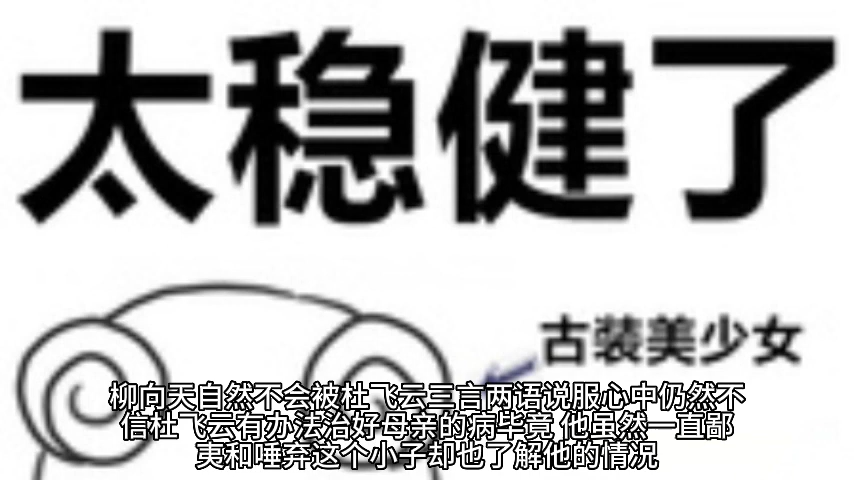 太稳健了
古装美少女
柳向天自然不会被杜飞云三言两语说服心中仍然不
信杜飞云有办法治好母亲的病毕竟 他虽然一直鄙
夷和唾弃这个小子却也了解他的情况